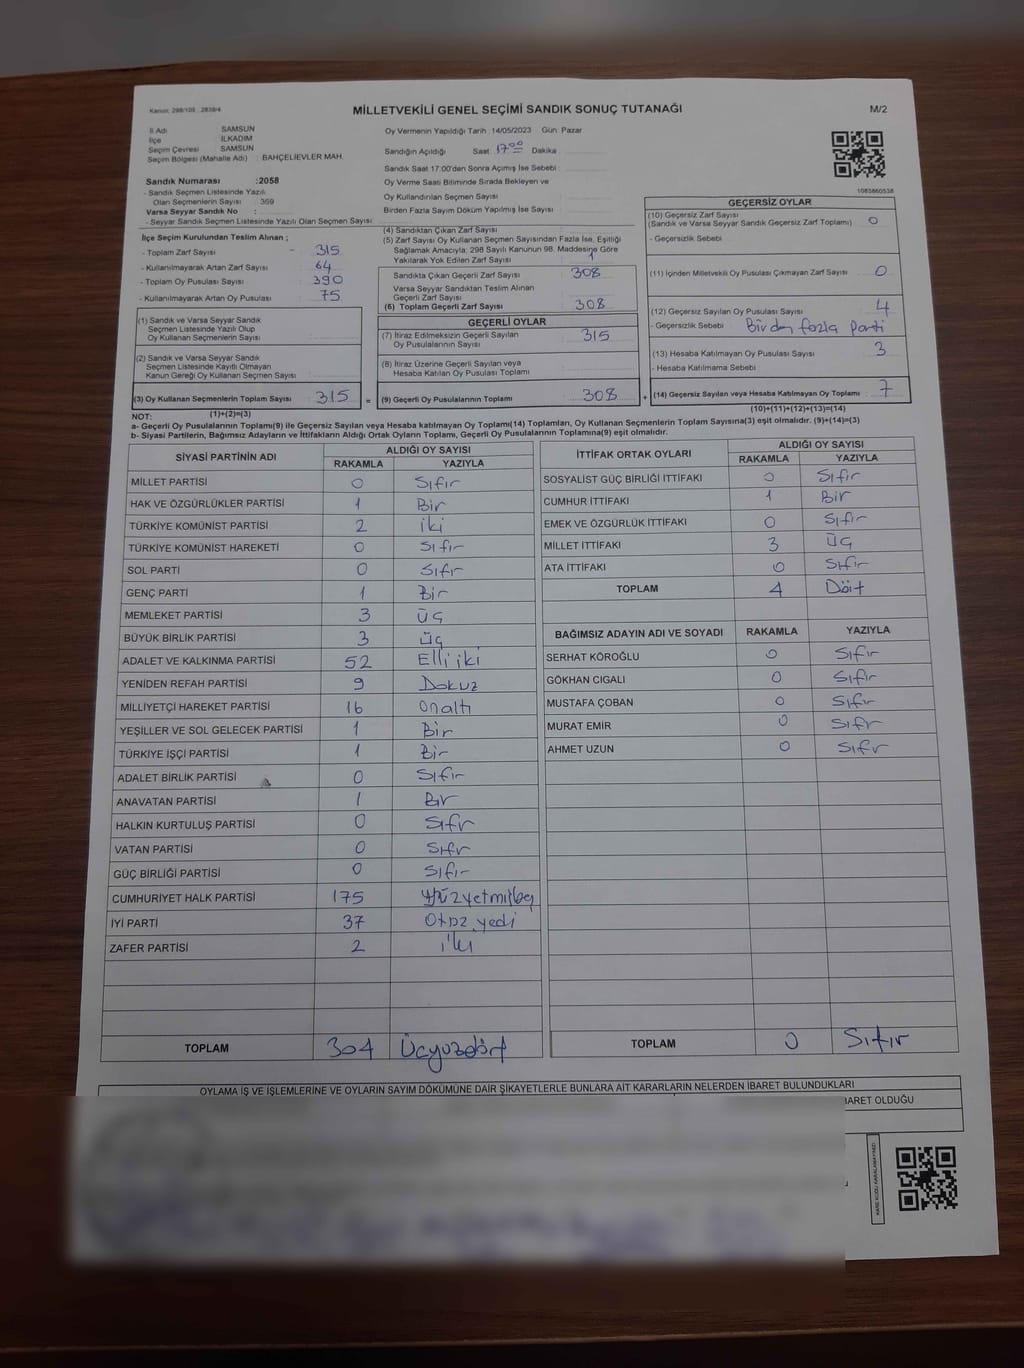 Kanun: 298/105 . 2839/4
MİLLETVEKİLİ GENEL SEÇİMİ SANDIK SONUÇ TUTANAĞI
M/2
İl Adı SAMSUN
İlçe : İLKADIM
Seçim Çevresi SAMSUN
Seçim Bölgesi (Mahalle Adı) : BAHÇELİEVLER MAH.
Sandık Numarası :2058
- Sandık Seçmen Listesinde Yazılı
Olan Seçmenlerin Sayısı : 369
Varsa Seyyar Sandık No :
- Seyyar Sandık Seçmen Listesinde Yazılı Olan Seçmen Sayısı:
Oy Vermenin Yapıldığı Tarih : 14/05/2023 Gün: Pazar
Sandığın Açıldığı Saat 17 00 Dakika
Sandık Saat 17.00'den Sonra Açımış İse Sebebi :
Oy Verme Saati Bitiminde Sırada Bekleyen ve
Oy Kullandırılan Seçmen Sayısı
Birden Fazla Sayım Döküm Yapılmış İse Sayısı
1083860538
İlçe Seçim Kurulundan Teslim Alınan ;
- Toplam Zarf Sayısı 315
- Kullanılmayarak Artan Zarf Sayısı 64
- Toplam Oy Pusulası Sayısı 390
- Kullanılmayarak Artan Oy Pusulası 75
(1) Sandık ve Varsa Seyyar Sandık
Seçmen Listesinde Yazılı Olup
Oy Kullanan Seçmenlerin Sayısı :
(2) Sandık ve Varsa Seyyar Sandık
Seçmen Listesinde Kayıtlı Olmayan
Kanun Gereği Oy Kullanan Seçmen Sayısı :
(3) Oy Kullanan Seçmenlerin Toplam Sayısı : 315 =
(1)+(2)=(3)
(4) Sandıktan Çıkan Zarf Sayısı
(5) Zarf Sayısı Oy Kullanan Seçmen Sayısından Fazla İse, Eşitliği
Sağlamak Amacıyla; 298 Sayılı Kanunun 98. Maddesine Göre
Yakılarak Yok Edilen Zarf Sayısı : 1
Sandıkta Çıkan Geçerli Zarf Sayısı : 308
Varsa Seyyar Sandıktan Teslim Alınan
Geçerli Zarf Sayısı
(6) Toplam Geçerli Zarf Sayısı : 308
GEÇERLİ OYLAR
(7) İtiraz Edilmeksizin Geçerli Sayılan
Oy Pusulalarının Sayısı : 315
(8) İtiraz Üzerine Geçerli Sayılan veya
Hesaba Katılan Oy Pusulası Toplamı
(9) Geçerli Oy Pusulalarının Toplamı : 308 +
GEÇERSİZ OYLAR
(10) Geçersiz Zarf Sayısı
(Sandık ve Varsa Seyyar Sandık Geçersiz Zarf Toplamı) : 0
- Geçersizlik Sebebi
(11) İçinden Milletvekili Oy Pusulası Çıkmayan Zarf Sayısı : 0
(12) Geçersiz Sayılan Oy Pusulası Sayısı : 4
- Geçersizlik Sebebi Birden fazla parti
(13) Hesaba Katılmayan Oy Pusulası Sayısı 3
- Hesaba Katılmama Sebebi
(14) Geçersiz Sayılan veya Hesaba Katılmayan Oy Toplamı : 7
(10)+(11)+(12)+(13)=(14)
NOT:
a- Geçerli Oy Pusulalarının Toplamı(9) ile Geçersiz Sayılan veya Hesaba Katılmayan Oy Toplamı(14) Toplamları, Oy Kullanan Seçmenlerin Toplam Sayısına(3) eşit olmalıdır. (9)+(14)=(3)
b- Siyasi Partilerin, Bağımsız Adayların ve İttifakların Aldığı Ortak Oyların Toplamı, Geçerli Oy Pusulalarının Toplamına(9) eşit olmalıdır.
SİYASİ PARTİNİN ADI ALDIĞI OY SAYISI
RAKAMLA YAZIYLA
MİLLET PARTİSİ 0 Sıfır
HAK VE ÖZGÜRLÜKLER PARTİSİ 1 Bir
TÜRKİYE KOMÜNİST PARTİSİ 2 iki
TÜRKİYE KOMÜNİST HAREKETİ 0 Sıfır
SOL PARTİ 0 Sıfır
GENÇ PARTİ 1 Bir
MEMLEKET PARTİSİ 3 üç
BÜYÜK BİRLİK PARTİSİ 3 üç
ADALET VE KALKINMA PARTİSİ 52 Elli iki
YENİDEN REFAH PARTİSİ 9 Dokuz
MİLLİYETÇİ HAREKET PARTİSİ 16 Onaltı
YEŞİLLER VE SOL GELECEK PARTİSİ 1 Bir
TÜRKİYE İŞÇİ PARTİSİ 1 Bir
ADALET BİRLİK PARTİSİ 0 Sıfır
ANAVATAN PARTİSİ 1 Bir
HALKIN KURTULUŞ PARTİSİ 0 Sıfır
VATAN PARTİSİ 0 Sıfır
GÜÇ BİRLİĞİ PARTİSİ 0 Sıfır
CUMHURİYET HALK PARTİSİ 175 Yüzyetmişbeş
İYİ PARTİ 37 Otuz yedi
ZAFER PARTİSİ 2 iki
TOPLAM 304 Üçyüzdört
İTTİFAK ORTAK OYLARI ALDIĞI OY SAYISI
RAKAMLA YAZIYLA
SOSYALİST GÜÇ BİRLİĞİ İTTİFAKI 0 Sıfır
CUMHUR İTTİFAKI 1 Bir
EMEK VE ÖZGÜRLÜK İTTİFAKI 0 Sıfır
MİLLET İTTİFAKI 3 üç
ATA İTTİFAKI 0 Sıfır
TOPLAM 4 Dört
BAĞIMSIZ ADAYIN ADI VE SOYADI RAKAMLA YAZIYLA
SERHAT KÖROĞLU 0 Sıfır
GÖKHAN CIGALI 0 Sıfır
MUSTAFA ÇOBAN 0 Sıfır
MURAT EMİR 0 Sıfır
AHMET UZUN 0 Sıfır
TOPLAM 0 Sıfır
OYLAMA İŞ VE İŞLEMLERİNE VE OYLARIN SAYIM DÖKÜMÜNE DAİR ŞİKAYETLERLE BUNLARA AİT KARARLARIN NELERDEN İBARET BULUNDUKLARI
BARET OLDUĞU
KARE KODU KARALAMAYINIZ!